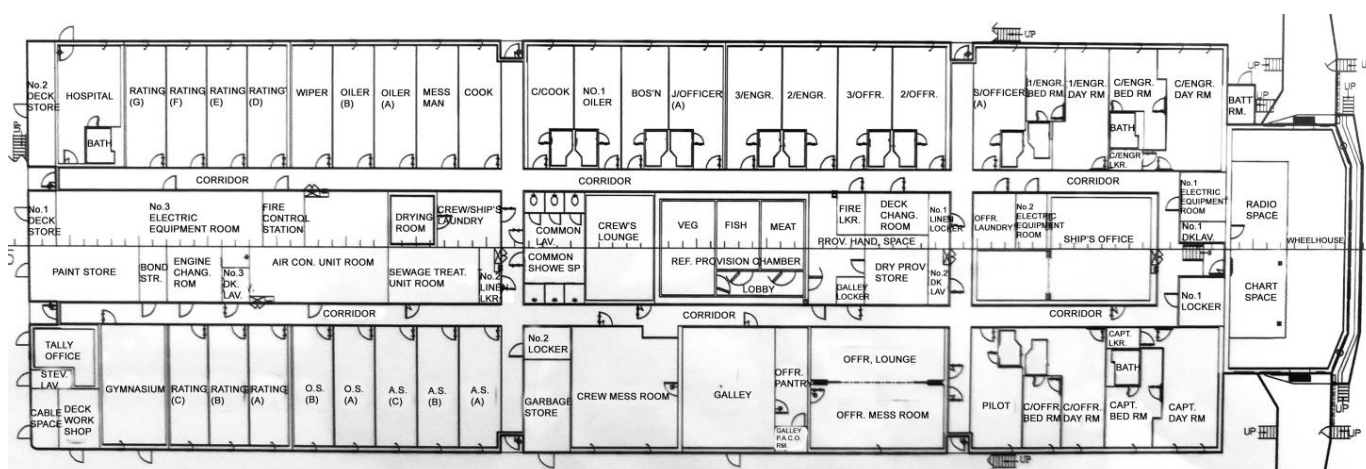 UP
UP
UP
No.2
DECK
STORE
HOSPITAL
BATH
RATING
(G)
RATING
(F)
RATING
(E)
RATING
(D)
WIPER
OILER
(B)
OILER
(A)
MESS
MAN
COOK
C/COOK
NO.1
OILER
BOS'N
J/OFFICER
(A)
3/ENGR.
2/ENGR.
3/OFFR.
2/OFFR.
S/OFFICER
(A)
1/ENGR.
BED RM
1/ENGR.
DAY RM
C/ENGR.
BED RM
BATH
C/ENGR
LKR.
C/ENGR.
DAY RM
BATT
RM.
UP
UP
UP
CORRIDOR
CORRIDOR
CORRIDOR
No.1
DECK
STORE
No.3
ELECTRIC
EQUIPMENT ROOM
FIRE
CONTROL
STATION
DRYING
ROOM
CREW/SHIP'S
LAUNDRY
COMMON
LAV.
COMMON
SHOWE SP
CREW'S
LOUNGE
VEG
FISH
MEAT
REF. PROVISION CHAMBER
LOBBY
FIRE
LKR.
DECK
CHANG.
ROOM
No.1
LINEN
LOCKER
PROV. HAND, SPACE
DRY PROV
STORE
GALLEY
LOCKER
No.2
DK
LAV
OFFR.
LAUNDRY
No.2
ELECTRIC
EQUIPMENT
ROOM
SHIP'S OFFICE
No.1
ELECTRIC
EQUIPMENT
ROOM
No.1
DKLAV.
No.1
LOCKER
RADIO
SPACE
WHEELHOUSE
CHART
SPACE
PAINT STORE
BOND
STR.
ENGINE
CHANG.
ROM
No.3
DK.
LAV.
AIR CON. UNIT ROOM
SEWAGE TREAT.
UNIT ROOM
No.2
LINEN
LKR.
CORRIDOR
CORRIDOR
CORRIDOR
TALLY
OFFICE
STEV.
LAV.
CABLE
SPACE
DECK
WORK
SHOP
GYMNASIUM
RATING
(C)
RATING
(B)
RATING
(A)
O.S.
(B)
O.S.
(A)
A.S.
(C)
A.S.
(B)
A.S.
(A)
No.2
LOCKER
GARBAGE
STORE
CREW MESS ROOM
GALLEY
OFFR.
PANTRY
GALLEY
P.A.C.O.
RM.
OFFR, LOUNGE
OFFR. MESS ROOM
PILOT
C/OFFR.
BED RM
C/OFFR.
DAY RM
CAPT.
LKR.
BATH
CAPT.
BED RM
CAPT.
DAY RM
UP
UP
UP
UP